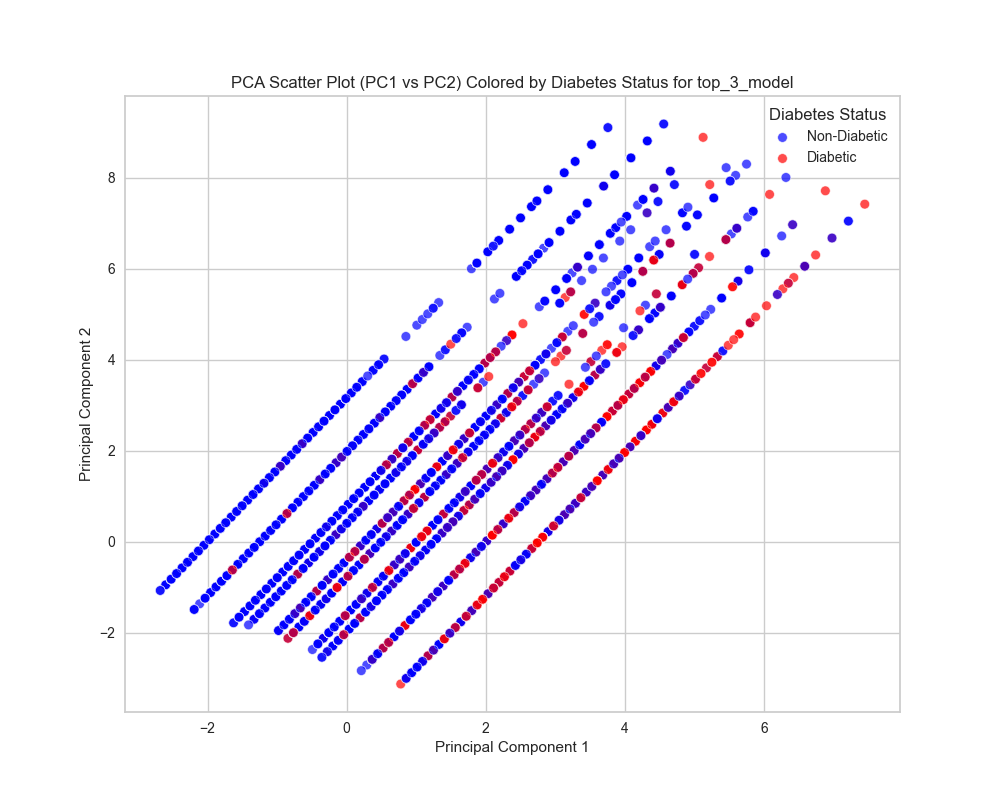 PCA Scatter Plot (PC1 vs PC2) Colored by Diabetes Status for top_3_model
Diabetes Status
Non-Diabetic
Diabetic
8
6
4
2
0
−2
Principal Component 2
−2 0 2 4 6
Principal Component 1